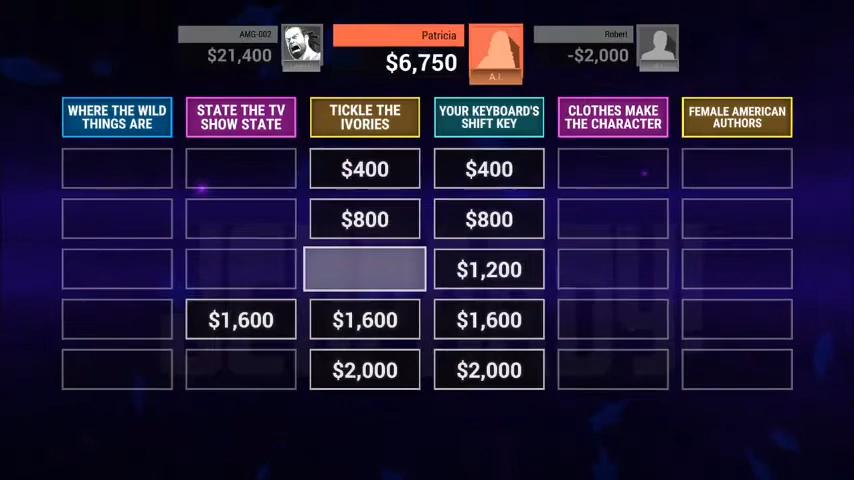 AMG-002
$21,400
Patricia
$6,750
A.I.
Robert
-$2,000
WHERE THE WILD
THINGS ARE
STATE THE TV
SHOW STATE
TICKLE THE
IVORIES
YOUR KEYBOARD'S
SHIFT KEY
CLOTHES MAKE
THE CHARACTER
FEMALE AMERICAN
AUTHORS
$400
$400
$800
$800
$1,200
$1,600
$1,600
$1,600
$2,000
$2,000